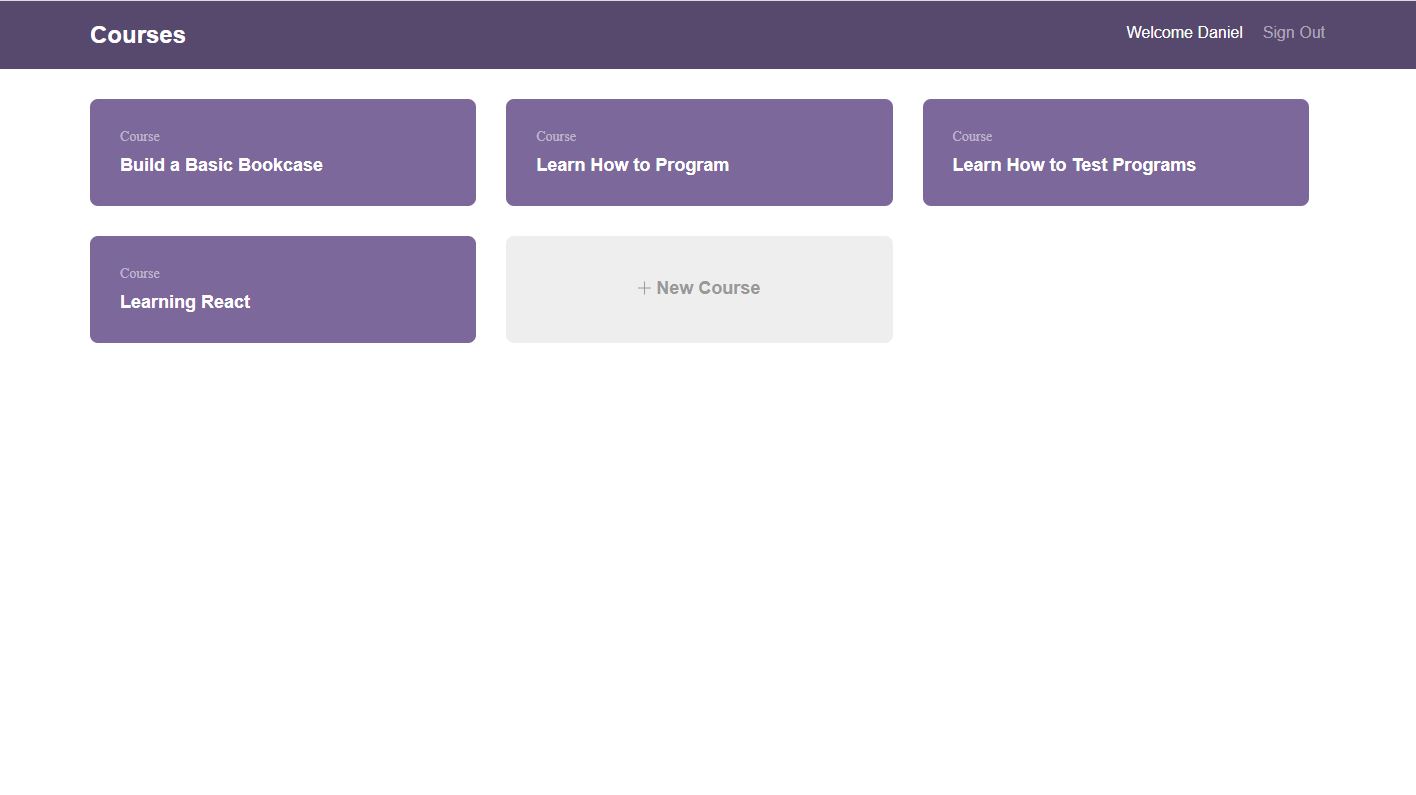 Courses
Welcome Daniel Sign Out
Course
Build a Basic Bookcase
Course
Learn How to Program
Course
Learn How to Test Programs
Course
Learning React
+ New Course